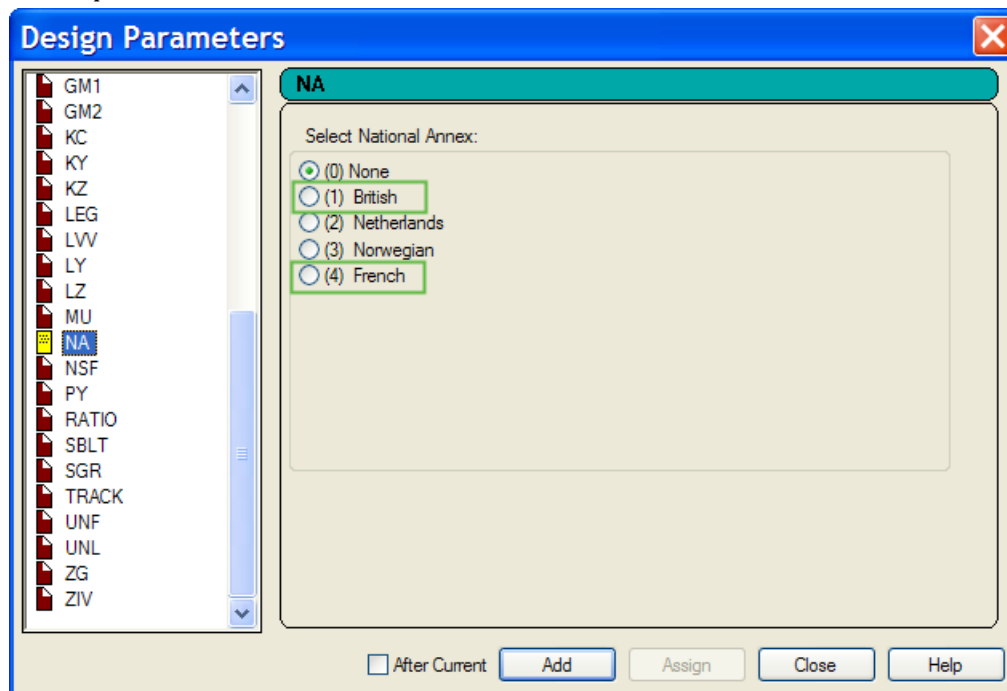 Design Parameters
GM1
GM2
KC
KY
KZ
LEG
LVV
LY
LZ
MU
NA
NSF
PY
RATIO
SBLT
SGR
TRACK
UNF
UNL
ZG
ZIV
NA
Select National Annex:
(0) None
(1) British
(2) Netherlands
(3) Norwegian
(4) French
After Current Add Assign Close Help